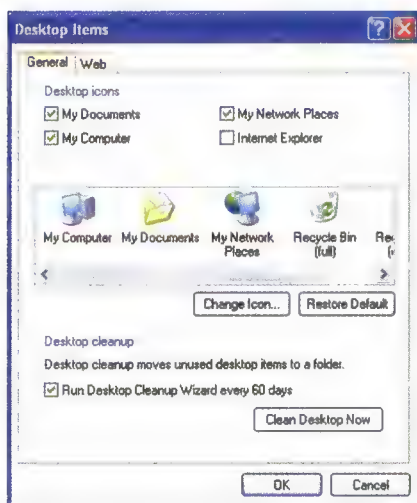 Desktop Items
General Web
Desktop icons
My Documents My Network Places
My Computer Internet Explorer
My Computer My Documents My Network Places Recycle Bin (full)
Change Icon... Restore Default
Desktop cleanup
Desktop cleanup moves unused desktop items to a folder.
Run Desktop Cleanup Wizard every 60 days
Clean Desktop Now
OK Cancel